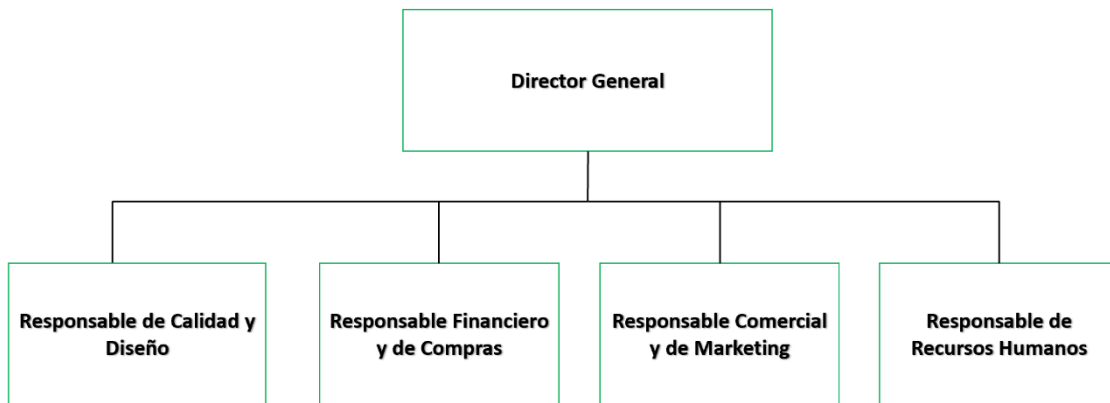 Director General
Responsable de Calidad y
Diseño
Responsable Financiero
y de Compras
Responsable Comercial
y de Marketing
Responsable de
Recursos Humanos